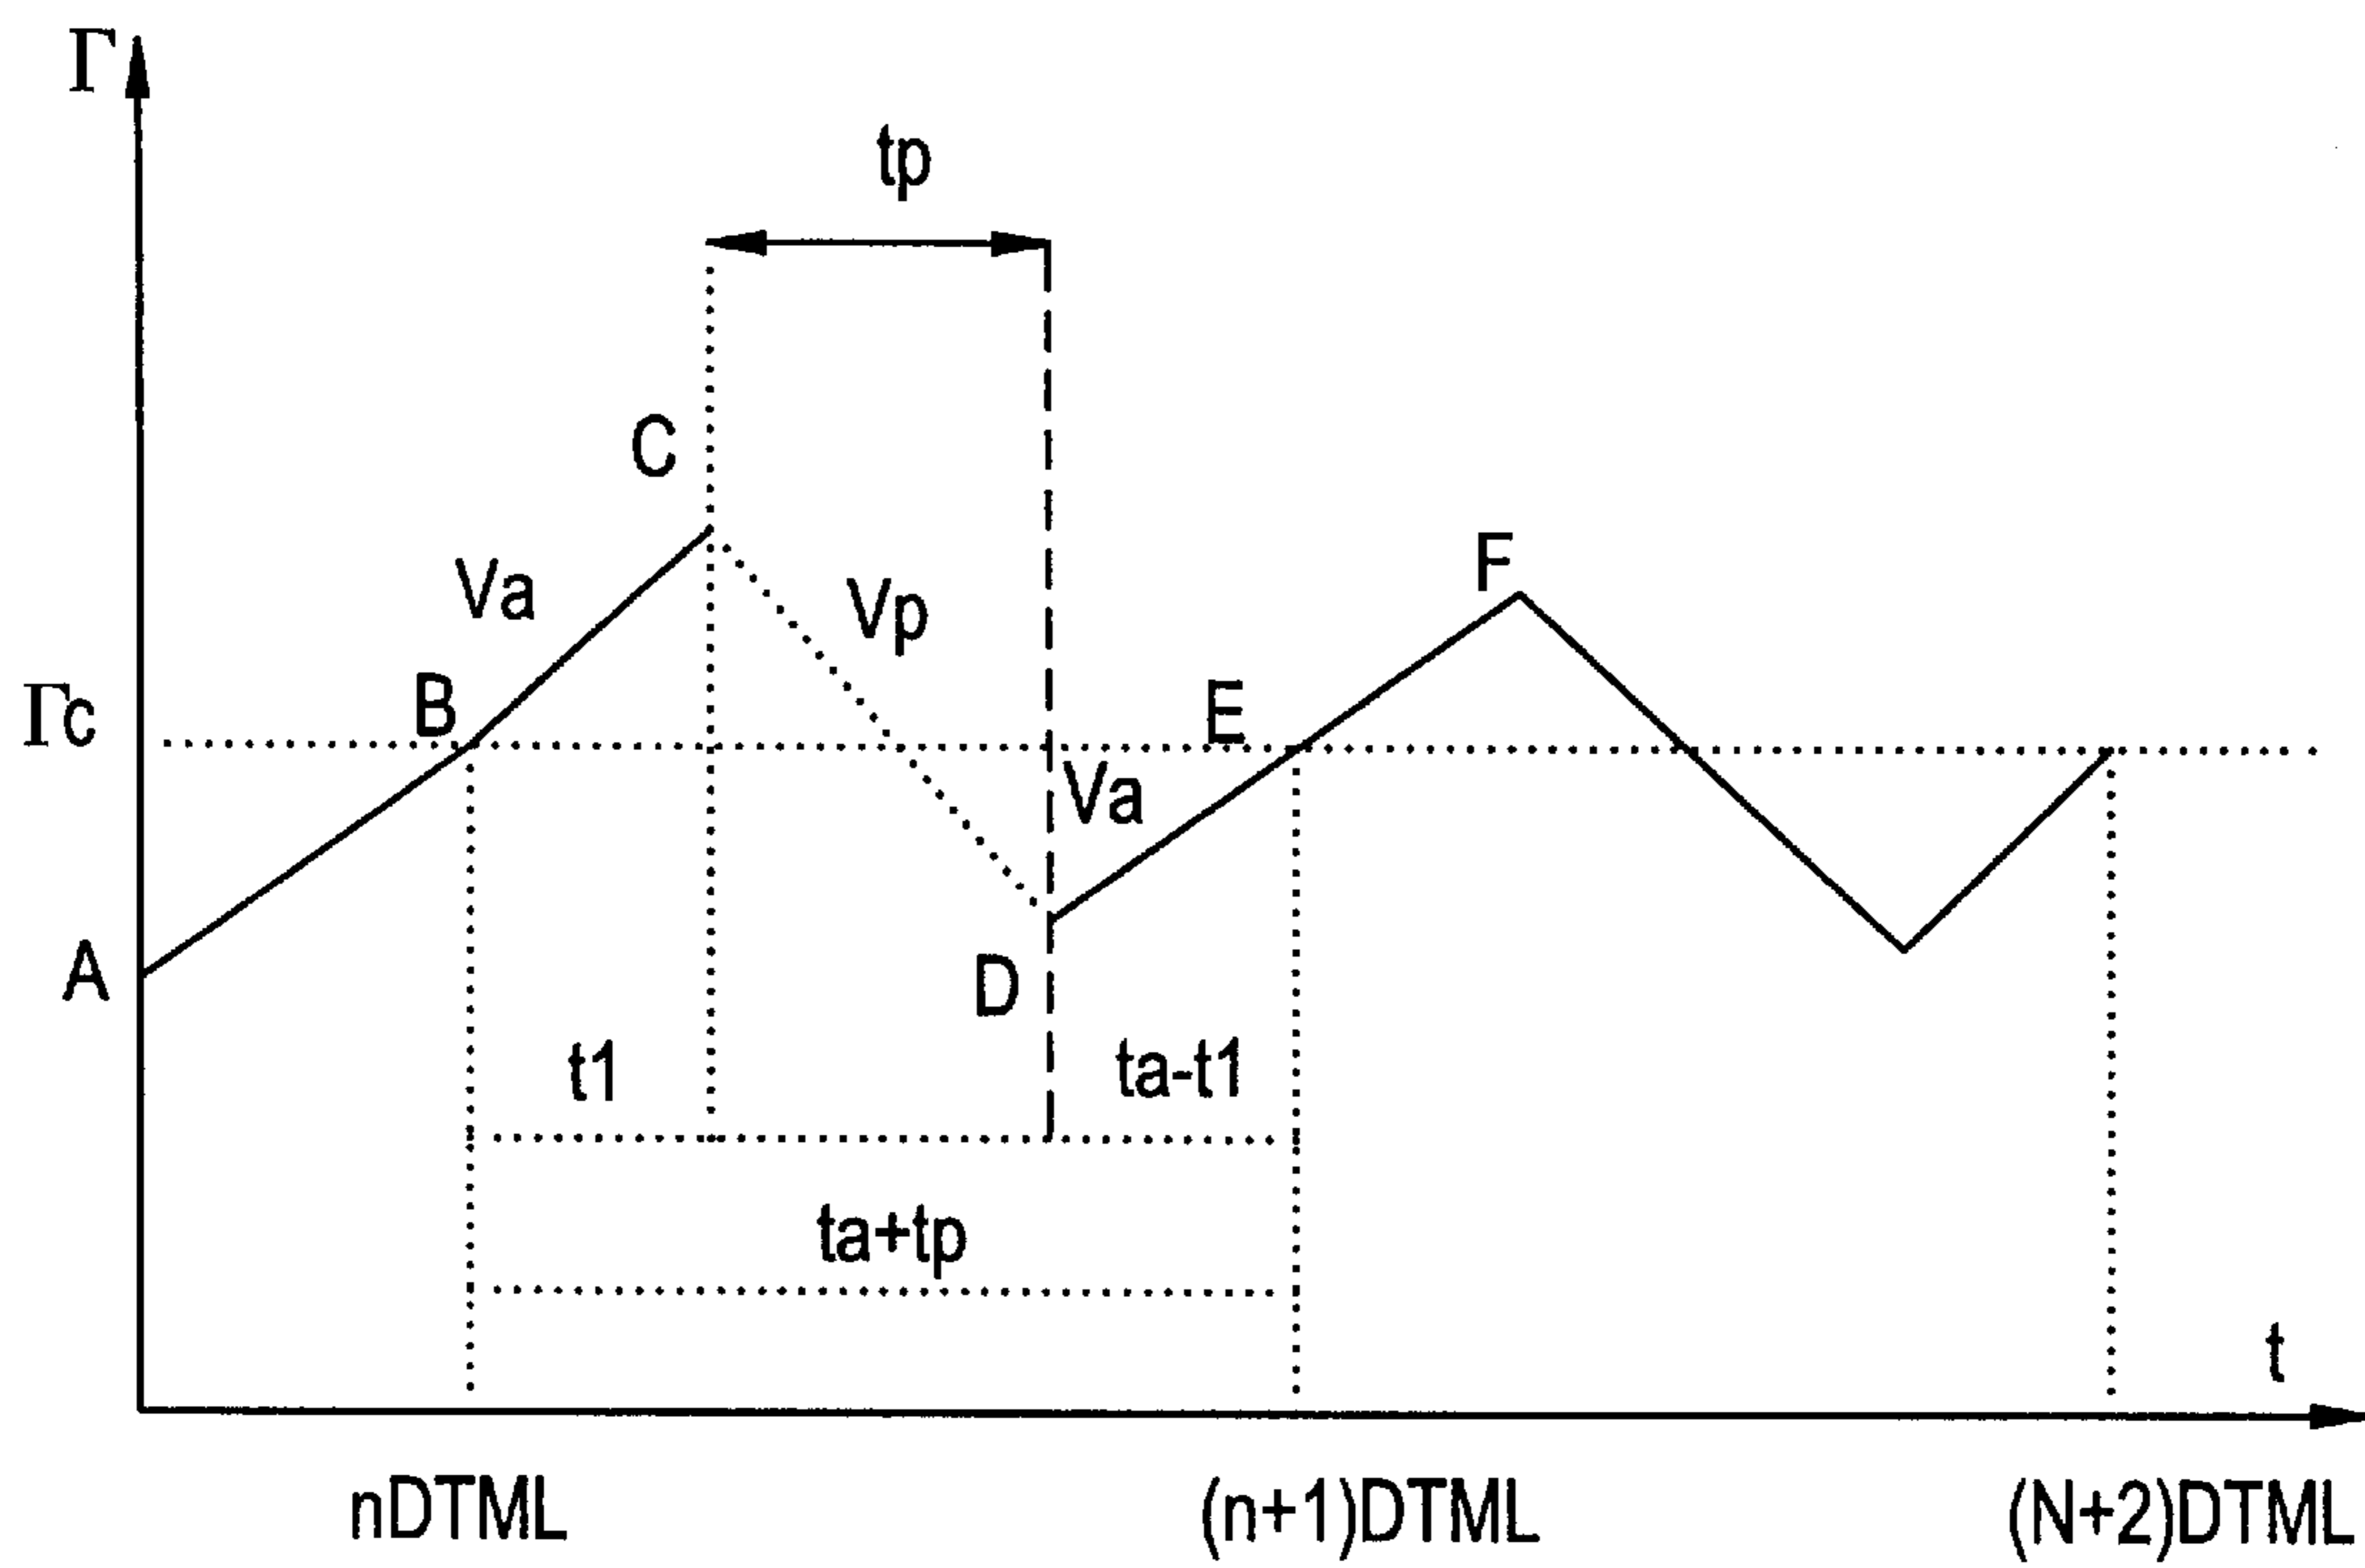 Γ
tp
C
Va
Vp
F
Γc
B
E
Va
A
D
t1
ta-t1
ta+tp
t
nDTML
(n+1)DTML
(N+2)DTML